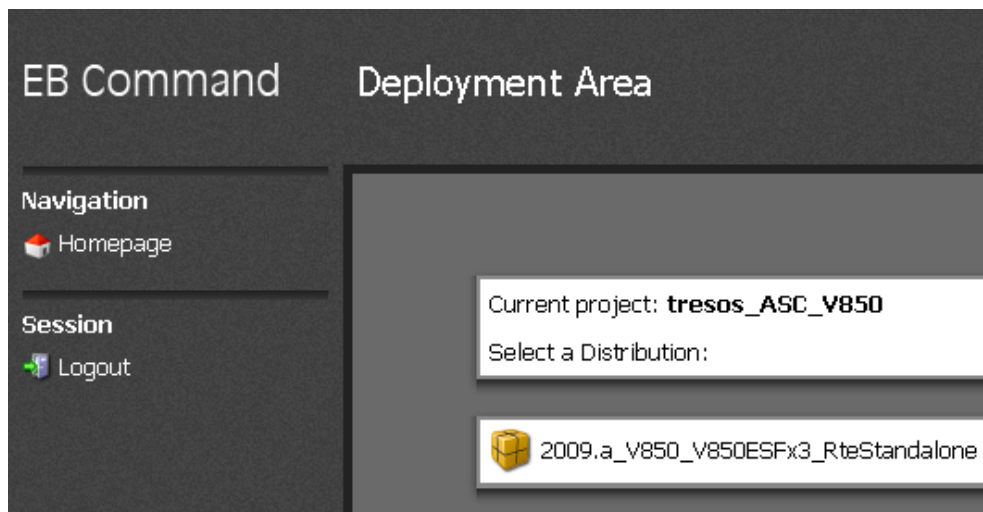 EB Command
Deployment Area
Navigation
Homepage
Session
Logout
Current project: tresos_ASC_V850
Select a Distribution:
2009.a_V850_V850ESFx3_RteStandalone